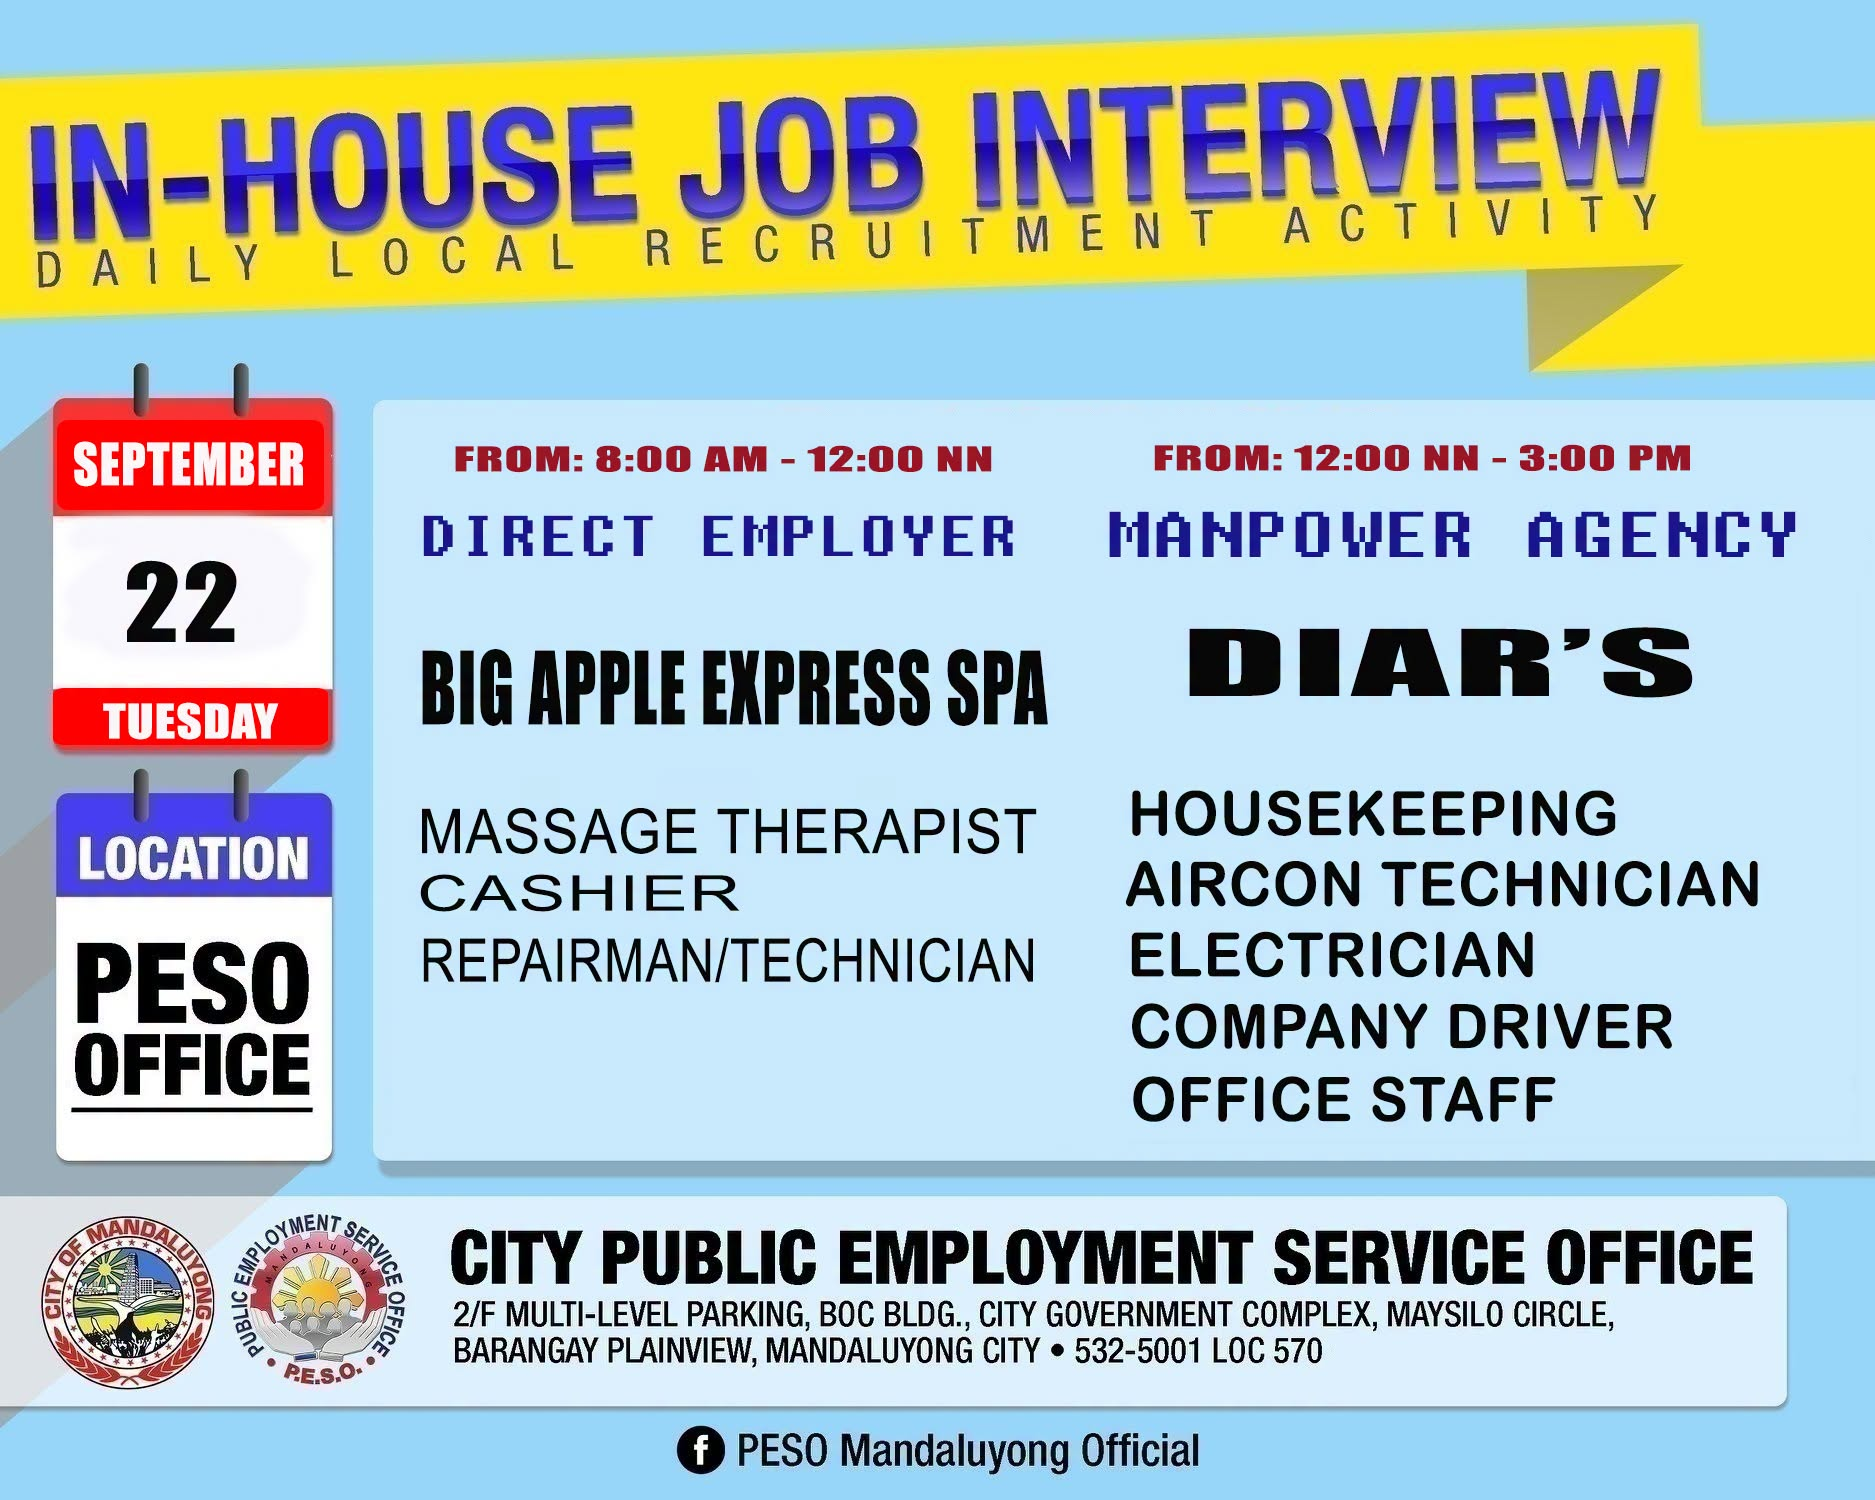 IN-HOUSE JOB INTERVIEW
DAILY LOCAL RECRUITMENT ACTIVITY
SEPTEMBER
22
TUESDAY
LOCATION
PESO
OFFICE
FROM: 8:00 AM - 12:00 NN
DIRECT EMPLOYER
BIG APPLE EXPRESS SPA
MASSAGE THERAPIST
CASHIER
REPAIRMAN/TECHNICIAN
FROM: 12:00 NN - 3:00 PM
MANPOWER AGENCY
DIAR'S
HOUSEKEEPING
AIRCON TECHNICIAN
ELECTRICIAN
COMPANY DRIVER
OFFICE STAFF
CITY OF MANDALUYONG
PUBLIC EMPLOYMENT SERVICE OFFICE
MANDALUYONG
P.E.S.O.
CITY PUBLIC EMPLOYMENT SERVICE OFFICE
2/F MULTI-LEVEL PARKING, BOC BLDG., CITY GOVERNMENT COMPLEX, MAYSILO CIRCLE,
BARANGAY PLAINVIEW, MANDALUYONG CITY • 532-5001 LOC 570
f PESO Mandaluyong Official